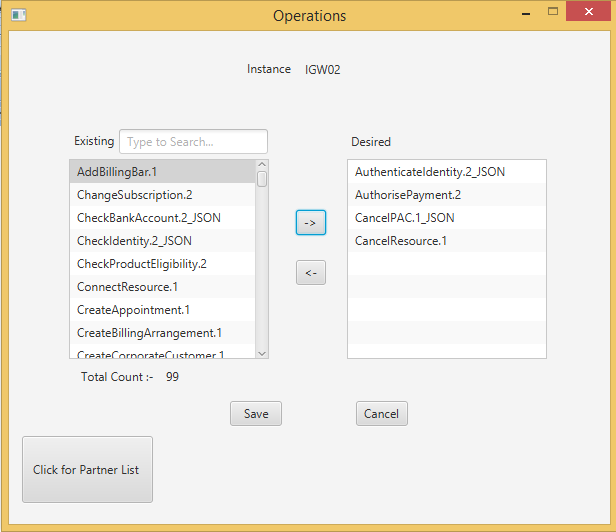 Operations
Instance IGW02
Existing Type to Search... Desired
AddBillingBar.1
ChangeSubscription.2
CheckBankAccount.2_JSON
CheckIdentity.2_JSON
CheckProductEligibility.2
ConnectResource.1
CreateAppointment.1
CreateBillingArrangement.1
CreateCorporateCustomer.1
->
<-
AuthenticateIdentity.2_JSON
AuthorisePayment.2
CancelPAC.1_JSON
CancelResource.1
Total Count :- 99
Save Cancel
Click for Partner List